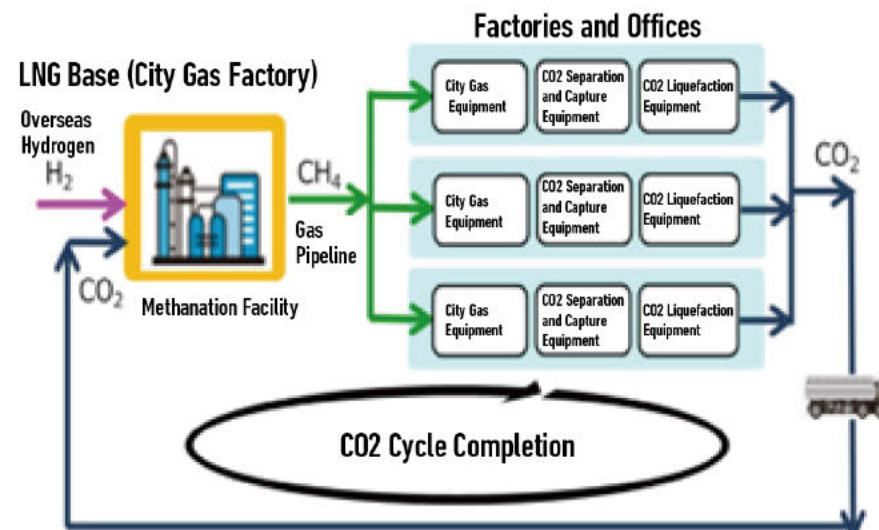 Factories and Offices
LNG Base (City Gas Factory)
Overseas
Hydrogen
H₂
CO₂
Methanation Facility
CH₄
Gas
Pipeline
City Gas
Equipment
CO2 Separation
and Capture
Equipment
CO2 Liquefaction
Equipment
City Gas
Equipment
CO2 Separation
and Capture
Equipment
CO2 Liquefaction
Equipment
City Gas
Equipment
CO2 Separation
and Capture
Equipment
CO2 Liquefaction
Equipment
CO₂
CO2 Cycle Completion